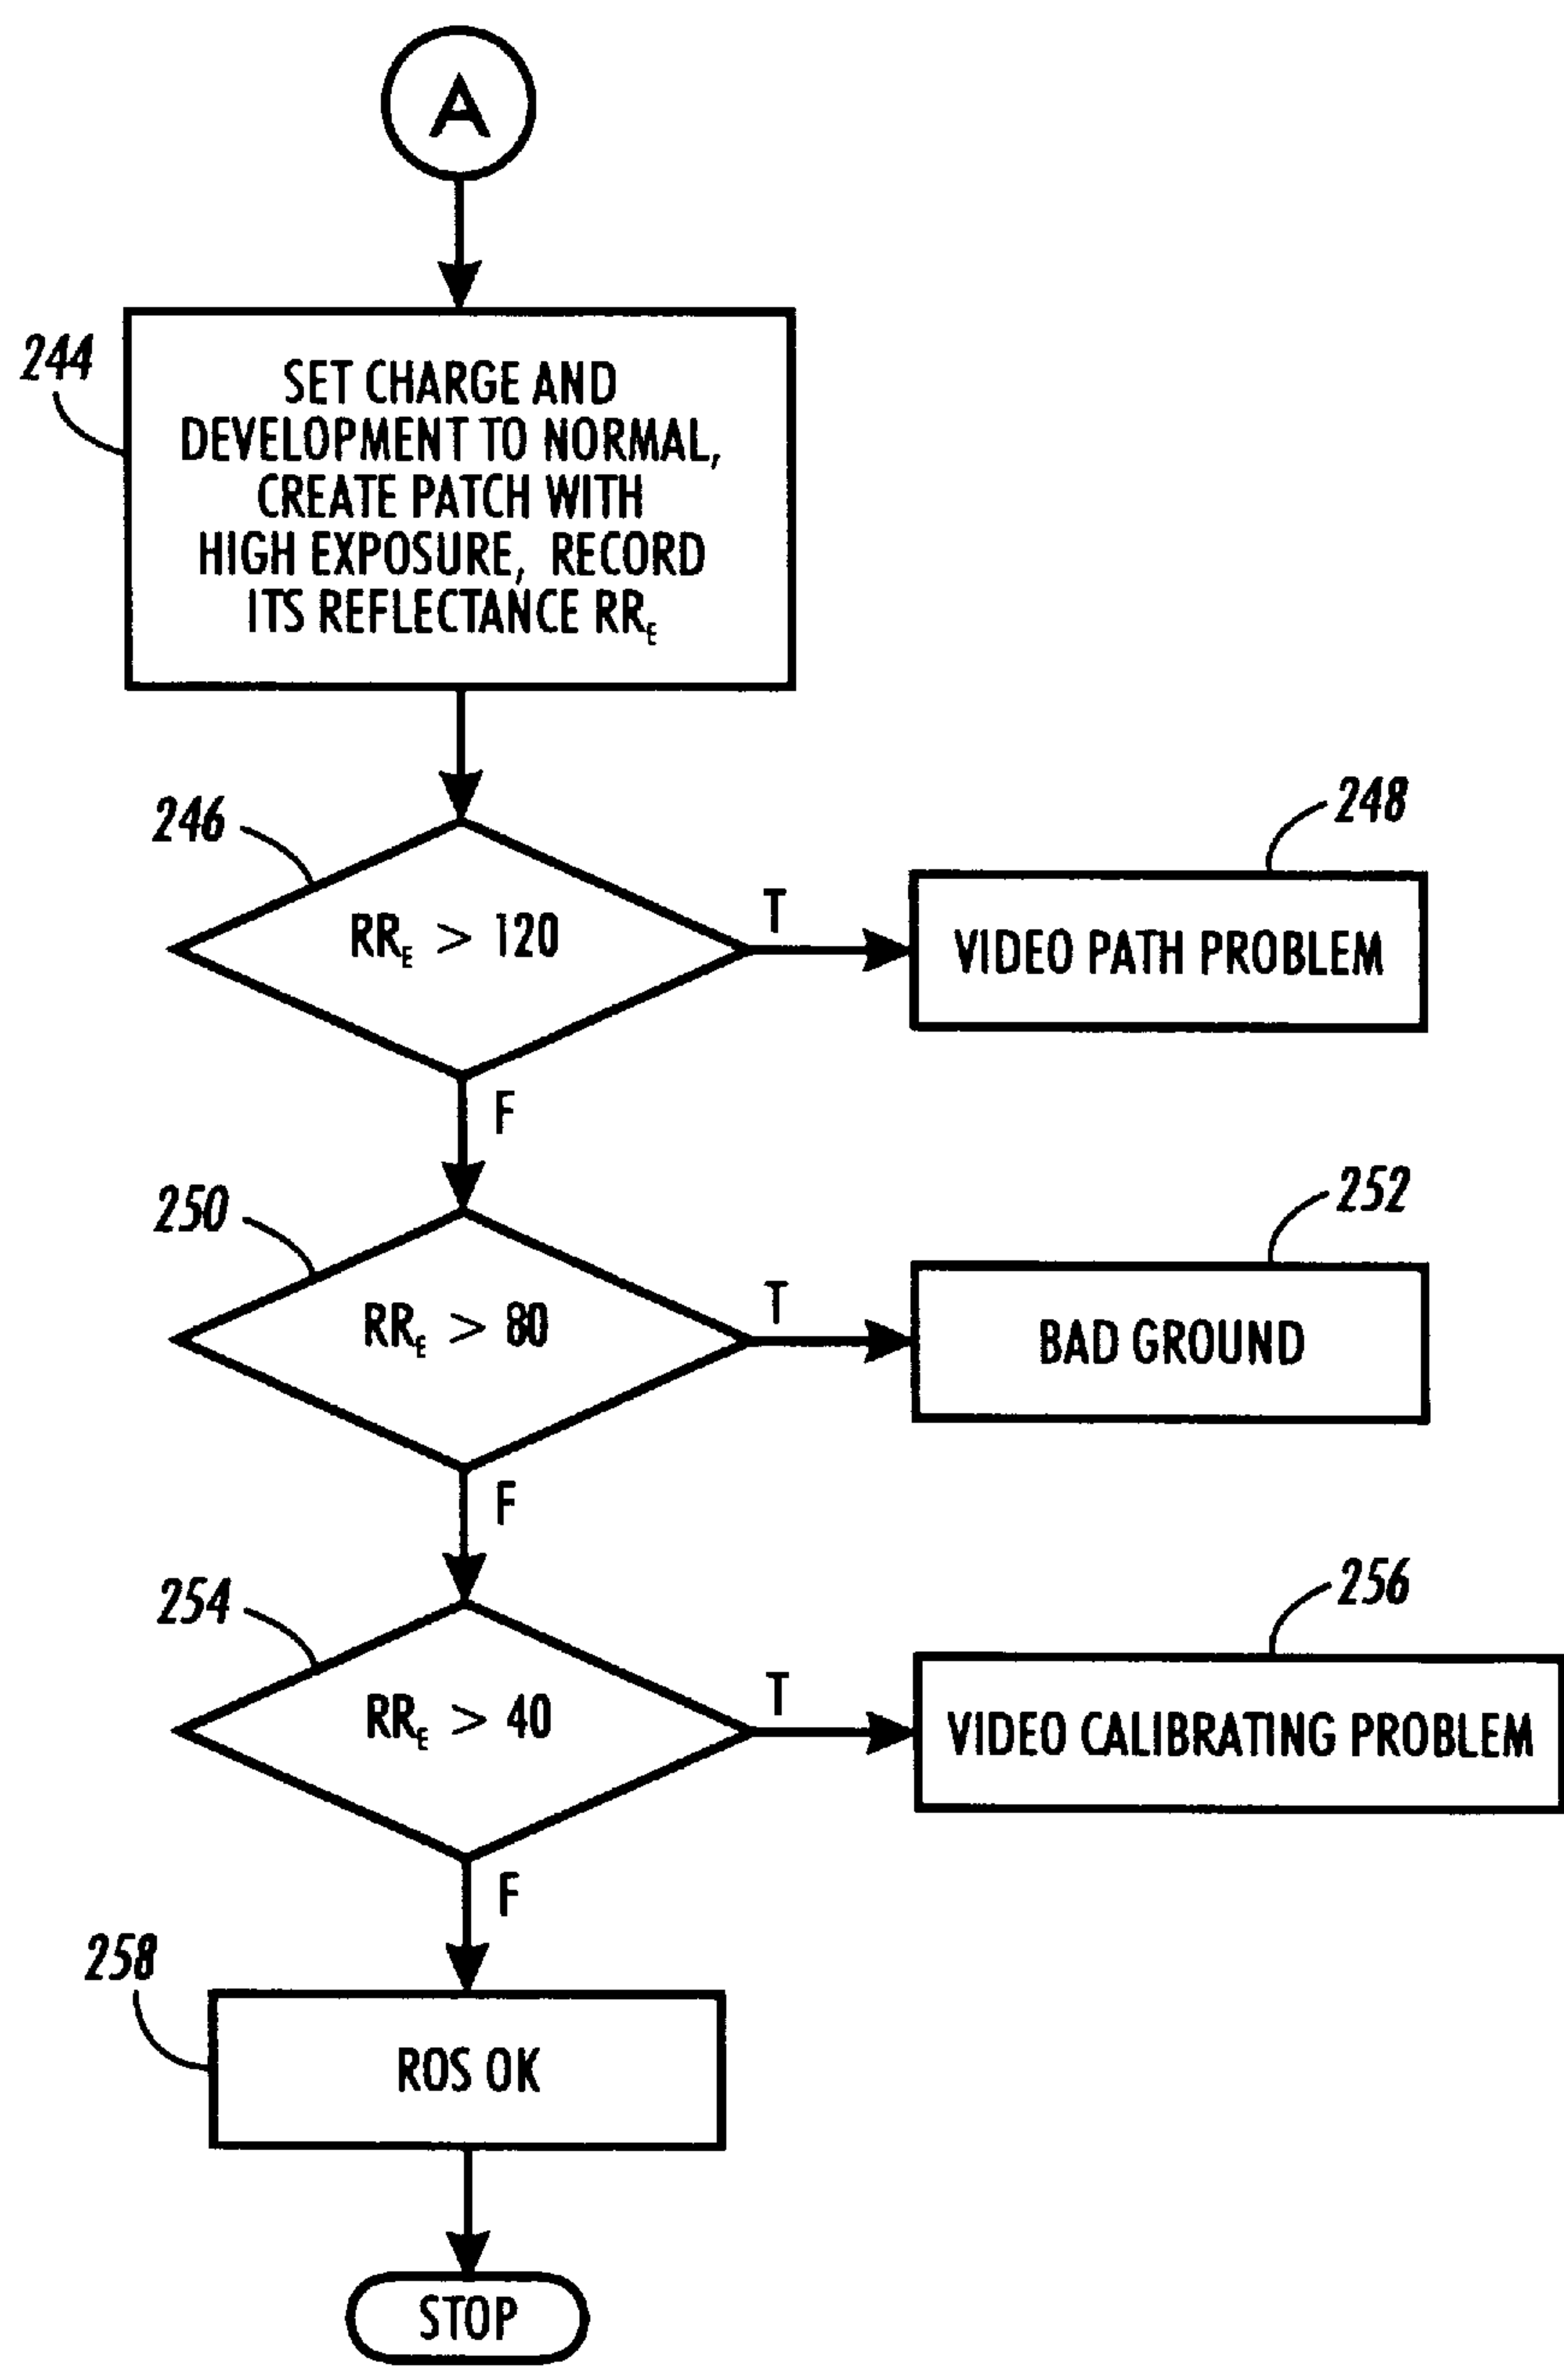 A
244
SET CHARGE AND
DEVELOPMENT TO NORMAL,
CREATE PATCH WITH
HIGH EXPOSURE, RECORD
ITS REFLECTANCE RRE
246
RRE > 120
T
248
VIDEO PATH PROBLEM
F
250
RRE > 80
T
252
BAD GROUND
F
254
RRE > 40
T
256
VIDEO CALIBRATING PROBLEM
F
258
ROS OK
STOP